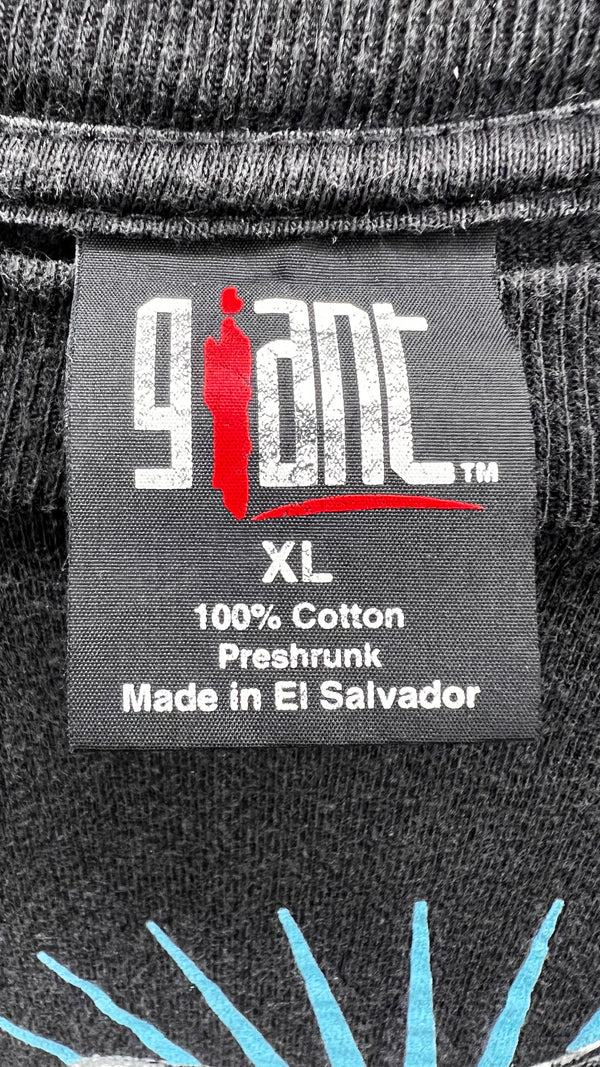 giant™
XL
100% Cotton
Preshrunk
Made in El Salvador